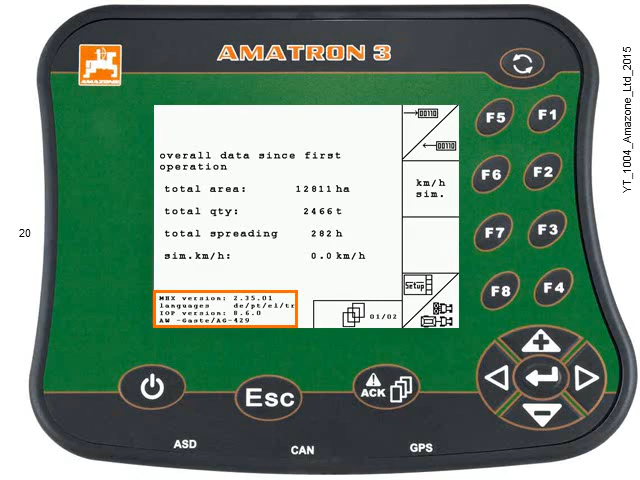 AMATRON 3
AMAZONE
overall data since first
operation
total area: 12811 ha
total qty: 2466 t
total spreading 282 h
sim.km/h: 0.0 km/h
MHX version: 2.35.01
languages de/pt/el/tr
IOP version: 8.6.0
AW -Gaste/AG-429
01/02
00110
00110
km/h
sim.
Setup
F5
F1
F6
F2
F7
F3
F8
F4
Esc
ACK
ASD
CAN
GPS
20
YT_1004_Amazone_Ltd_2015